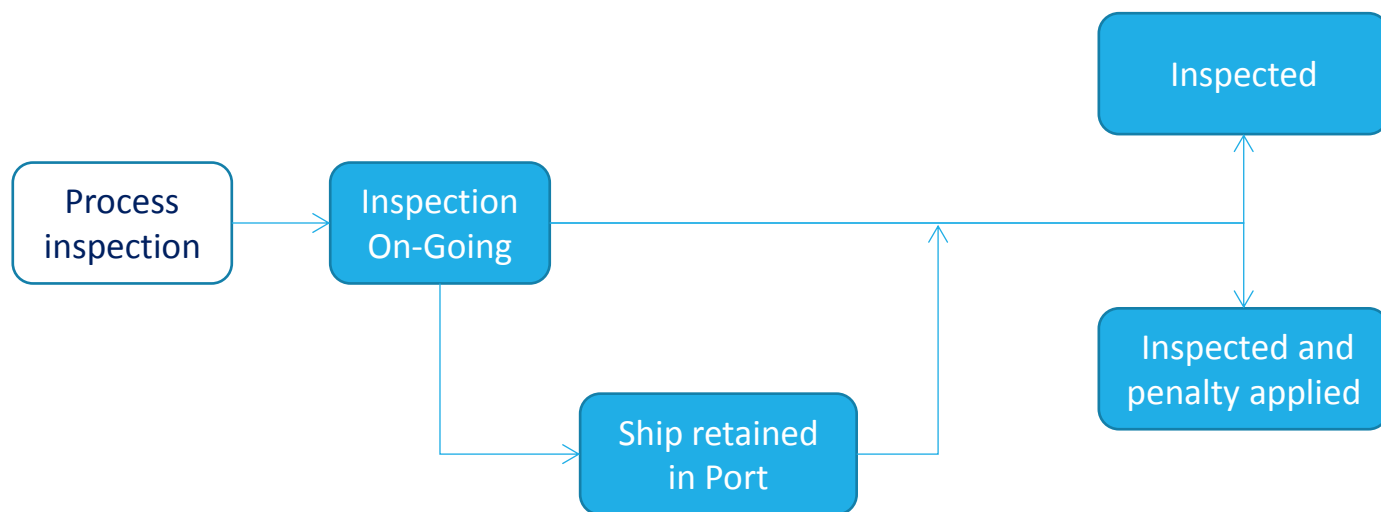 Process
inspection
Inspection
On-Going
Ship retained
in Port
Inspected
Inspected and
penalty applied